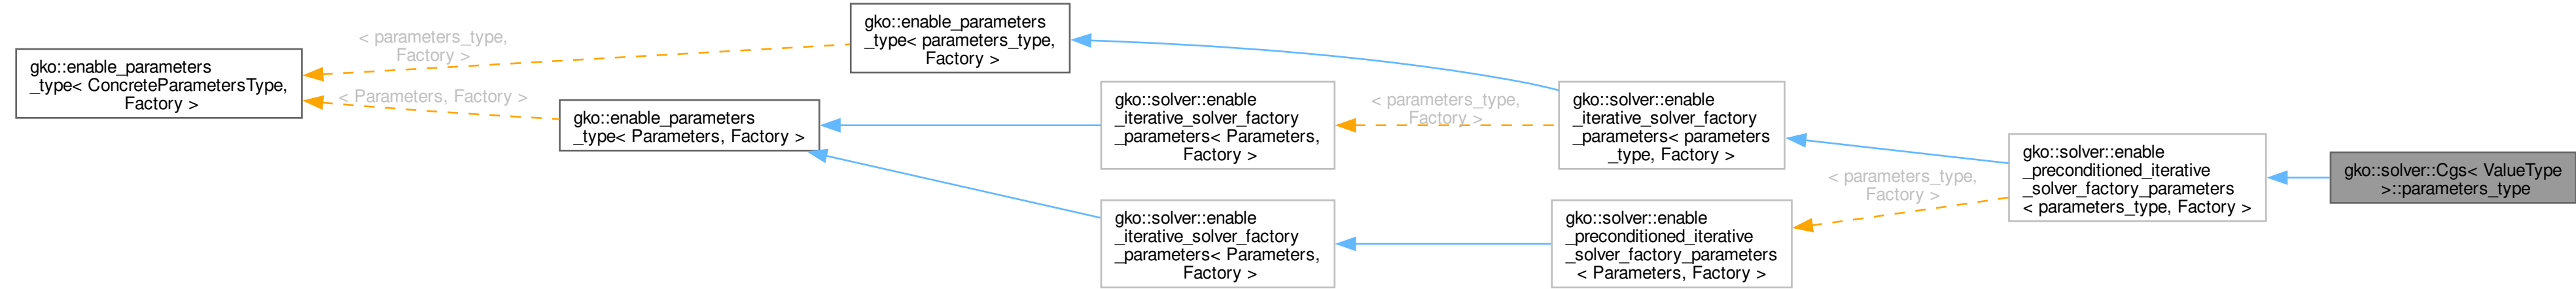 gko::enable_parameters
_type< ConcreteParametersType,
Factory >
< parameters_type,
Factory >
< Parameters, Factory >
gko::enable_parameters
_type< Parameters, Factory >
gko::enable_parameters
_type< parameters_type,
Factory >
gko::solver::enable
_iterative_solver_factory
_parameters< Parameters,
Factory >
gko::solver::enable
_iterative_solver_factory
_parameters< Parameters,
Factory >
< parameters_type,
Factory >
gko::solver::enable
_iterative_solver_factory
_parameters< parameters
_type, Factory >
gko::solver::enable
_preconditioned_iterative
_solver_factory_parameters
< Parameters, Factory >
< parameters_type,
Factory >
gko::solver::enable
_preconditioned_iterative
_solver_factory_parameters
< parameters_type, Factory >
gko::solver::Cgs< ValueType
>::parameters_type